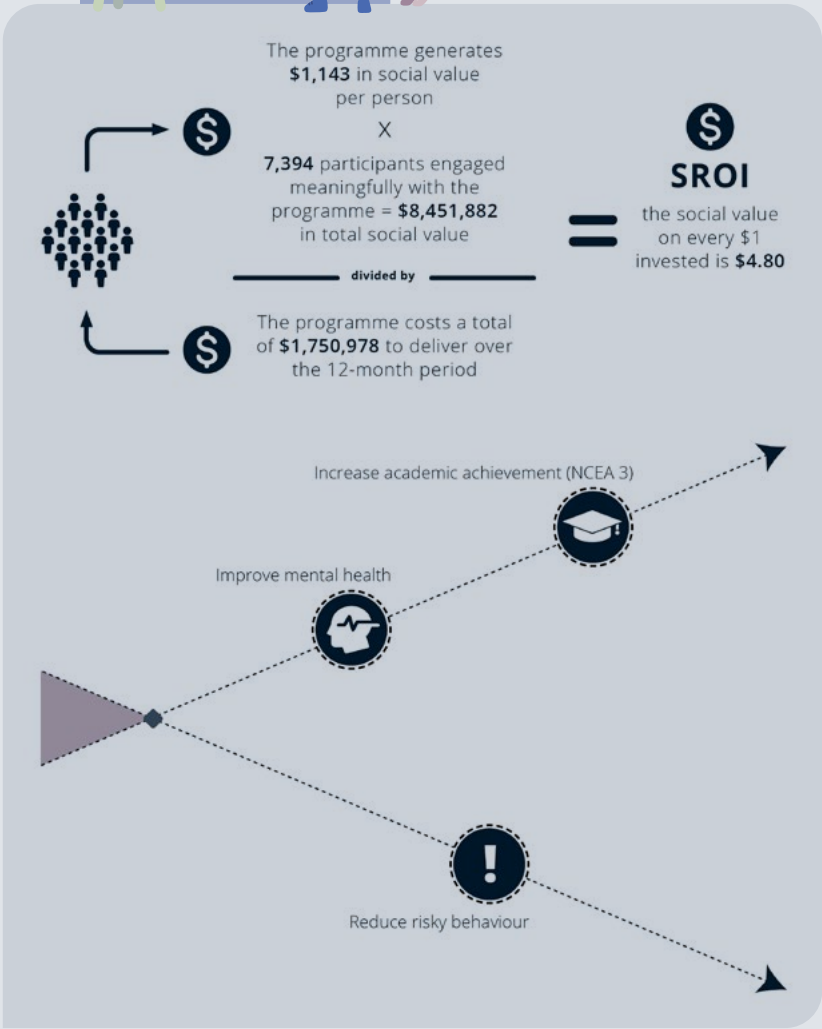 The programme generates
$1,143 in social value
per person
X
7,394 participants engaged
meaningfully with the
programme = $8,451,882
in total social value
divided by
The programme costs a total
of $1,750,978 to deliver over
the 12-month period
SROI
the social value
on every $1
invested is $4.80
Increase academic achievement (NCEA 3)
Improve mental health
Reduce risky behaviour